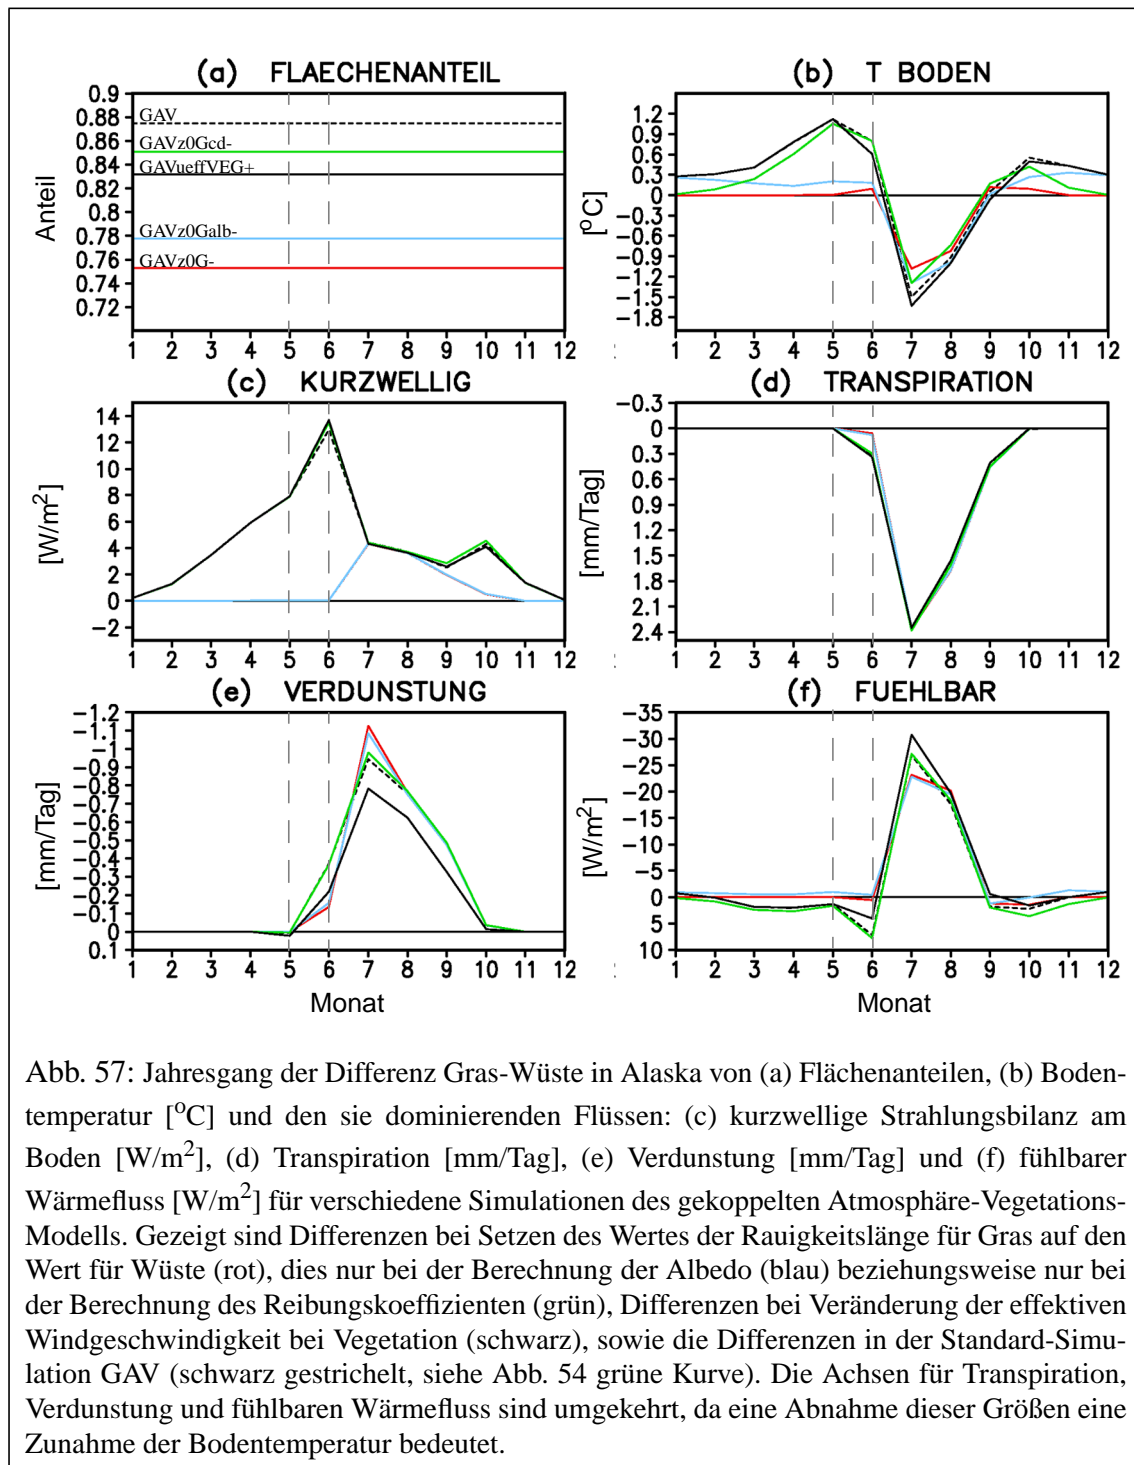 (a) FLAECHENANTEIL
(b) T BODEN
0.9
0.88
0.86
0.84
0.82
0.8
0.78
0.76
0.74
0.72
Anteil
GAV
GAVz0Gcd-
GAVueffVEG+
GAVz0Galb-
GAVz0G-
1 2 3 4 5 6 7 8 9 10 11 12
1.2
0.9
0.6
0.3
0
-0.3
-0.6
-0.9
-1.2
-1.5
-1.8
[°C]
1 2 3 4 5 6 7 8 9 10 11 12
(c) KURZWELLIG
(d) TRANSPIRATION
14
12
10
8
6
4
2
0
-2
[W/m²]
1 2 3 4 5 6 7 8 9 10 11 12
-0.3
0
0.3
0.6
0.9
1.2
1.5
1.8
2.1
2.4
[mm/Tag]
1 2 3 4 5 6 7 8 9 10 11 12
(e) VERDUNSTUNG
(f) FUEHLBAR
-1.2
-1.1
-1
-0.9
-0.8
-0.7
-0.6
-0.5
-0.4
-0.3
-0.2
-0.1
0
0.1
[mm/Tag]
1 2 3 4 5 6 7 8 9 10 11 12
Monat
-35
-30
-25
-20
-15
-10
-5
0
5
10
[W/m²]
1 2 3 4 5 6 7 8 9 10 11 12
Monat
Abb. 57: Jahresgang der Differenz Gras-Wüste in Alaska von (a) Flächenanteilen, (b) Boden-
temperatur [°C] und den sie dominierenden Flüssen: (c) kurzwellige Strahlungsbilanz am
Boden [W/m²], (d) Transpiration [mm/Tag], (e) Verdunstung [mm/Tag] und (f) fühlbarer
Wärmefluss [W/m²] für verschiedene Simulationen des gekoppelten Atmosphäre-Vegetations-
Modells. Gezeigt sind Differenzen bei Setzen des Wertes der Rauigkeitslänge für Gras auf den
Wert für Wüste (rot), dies nur bei der Berechnung der Albedo (blau) beziehungsweise nur bei
der Berechnung des Reibungskoeffizienten (grün), Differenzen bei Veränderung der effektiven
Windgeschwindigkeit bei Vegetation (schwarz), sowie die Differenzen in der Standard-Simu-
lation GAV (schwarz gestrichelt, siehe Abb. 54 grüne Kurve). Die Achsen für Transpiration,
Verdunstung und fühlbaren Wärmefluss sind umgekehrt, da eine Abnahme dieser Größen eine
Zunahme der Bodentemperatur bedeutet.